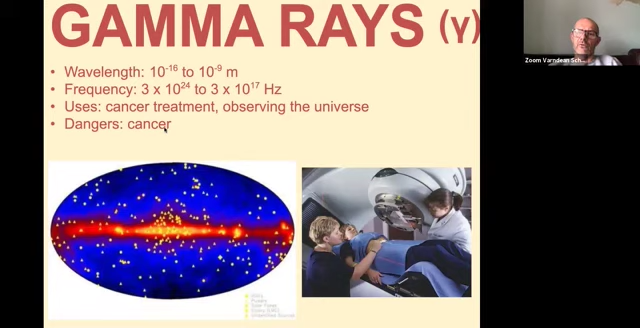 GAMMA RAYS (γ)
• Wavelength: 10⁻¹⁶ to 10⁻⁹ m
• Frequency: 3 x 10²⁴ to 3 x 10¹⁷ Hz
• Uses: cancer treatment, observing the universe
• Dangers: cancer
Zoom Varndean Sch...